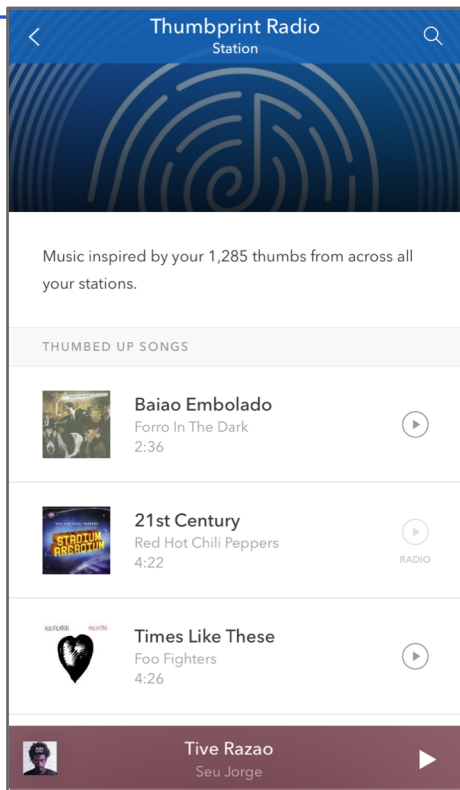 Thumbprint Radio
Station
Music inspired by your 1,285 thumbs from across all
your stations.
THUMBED UP SONGS
Baiao Embolado
Forro In The Dark
2:36
21st Century
Red Hot Chili Peppers
4:22
RADIO
STADIUM
ARCADIUM
Times Like These
Foo Fighters
4:26
Tive Razao
Seu Jorge